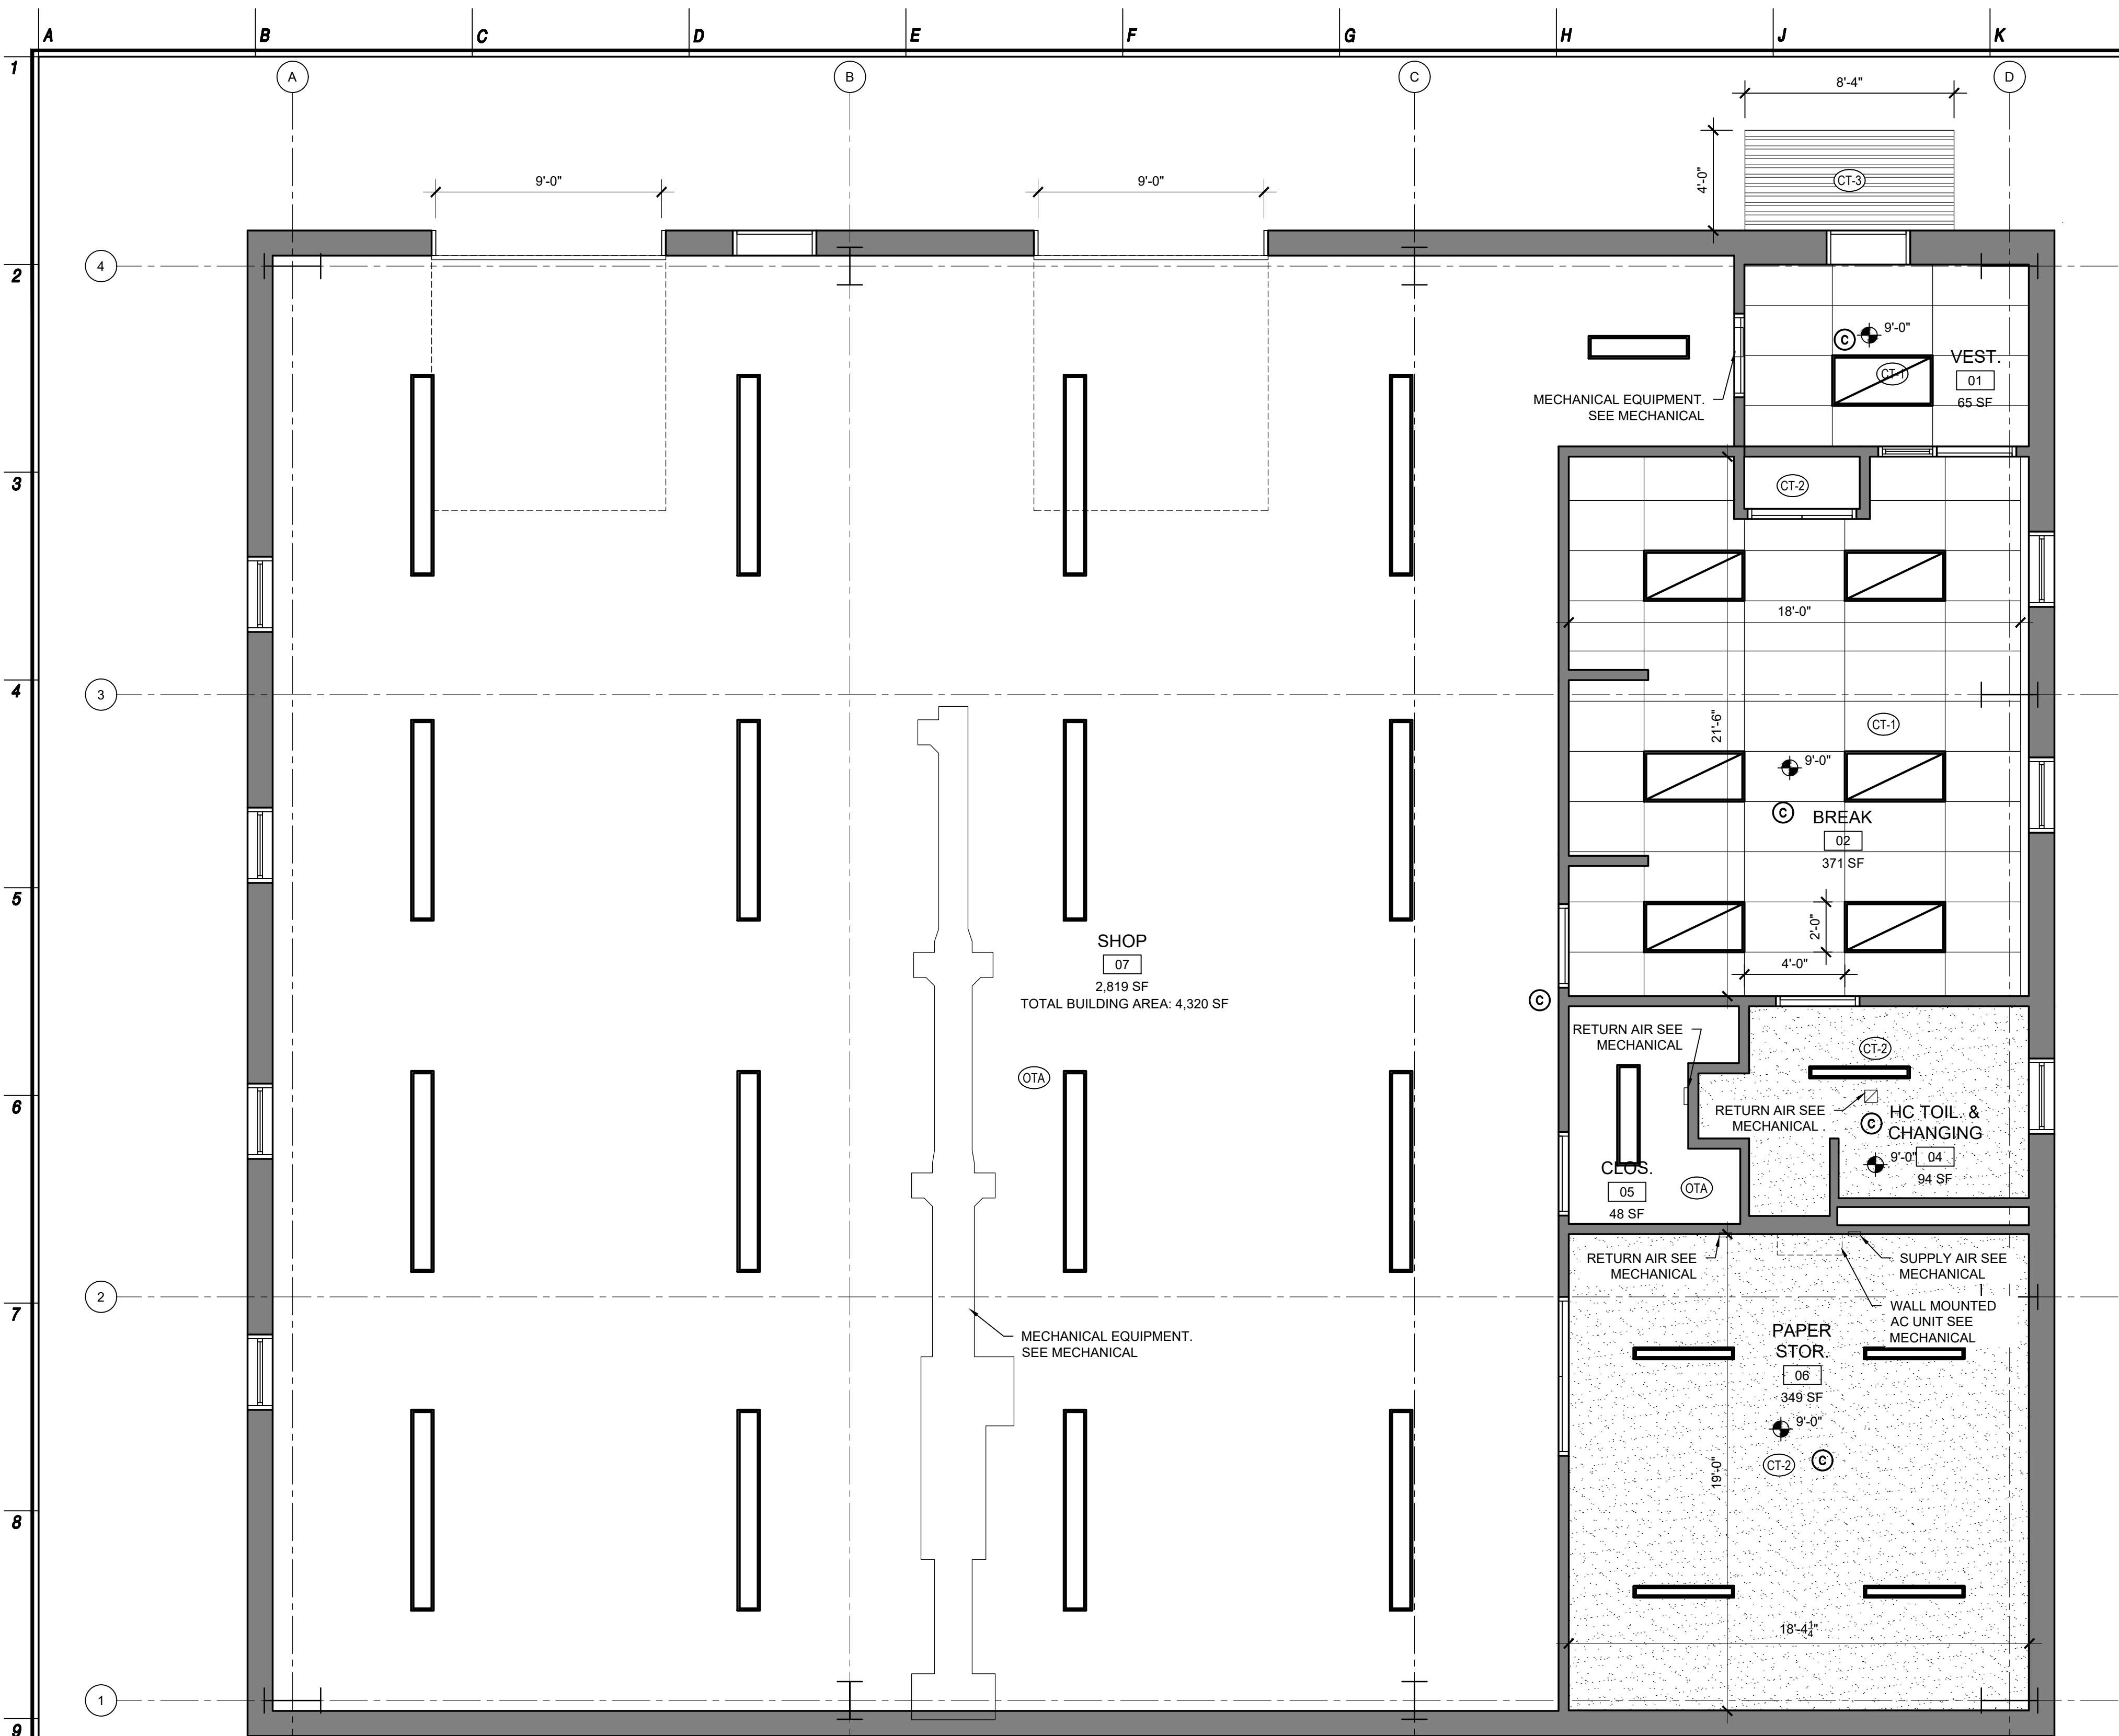 A B C D E F G H J K
1
A B C D
8'-4"
4'-0"
CT-3
9'-0" 9'-0"
4
2
9'-0"
C
VEST.
CT-1
01
65 SF
MECHANICAL EQUIPMENT.
SEE MECHANICAL
3
CT-2
18'-0"
3
4
21'-6"
CT-1
9'-0"
C
BREAK
02
371 SF
5
2'-0"
4'-0"
SHOP
07
2,819 SF
TOTAL BUILDING AREA: 4,320 SF
C
RETURN AIR SEE
MECHANICAL
CT-2
OTA
6
RETURN AIR SEE
MECHANICAL
C
HC TOIL. &
CHANGING
9'-0"
04
94 SF
CLOS.
05
48 SF
OTA
RETURN AIR SEE
MECHANICAL
SUPPLY AIR SEE
MECHANICAL
2
7
WALL MOUNTED
AC UNIT SEE
MECHANICAL
MECHANICAL EQUIPMENT.
SEE MECHANICAL
PAPER
STOR.
06
349 SF
9'-0"
CT-2
C
19'-0"
8
18'-4¼"
1
9